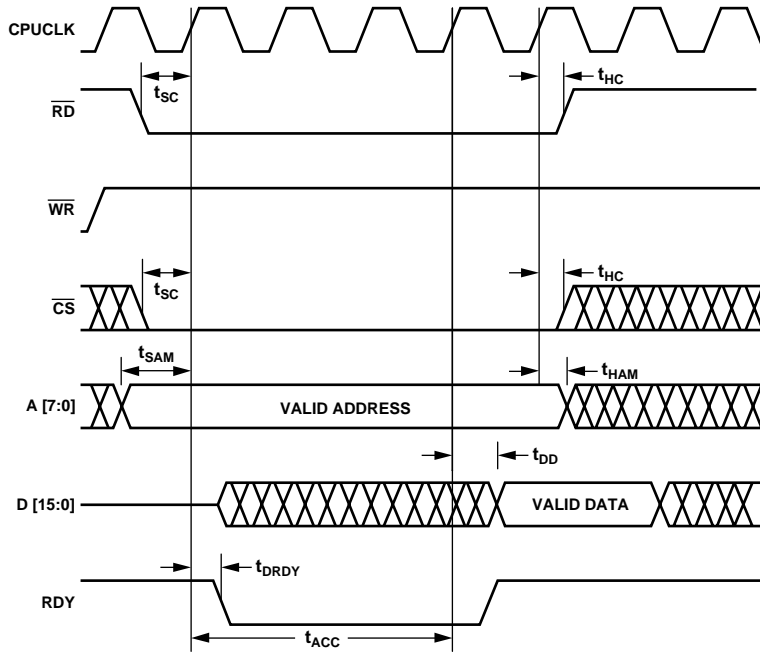 CPUCLK
tSC
tHC
RD
WR
tSC
tHC
CS
tSAM
tHAM
A [7:0]
VALID ADDRESS
tDD
D [15:0]
VALID DATA
tDRDY
RDY
tACC